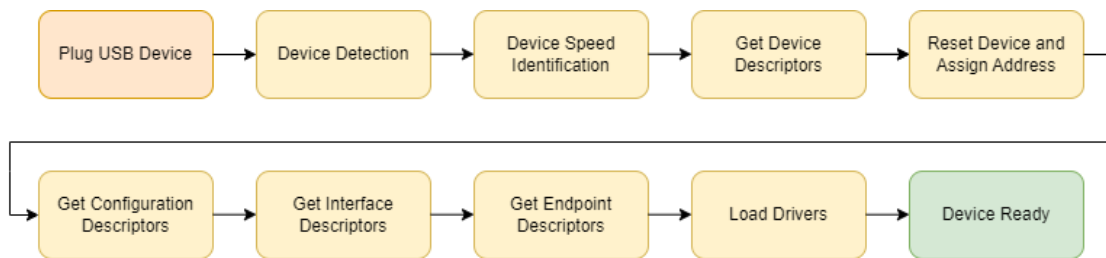 Plug USB Device
Device Detection
Device Speed
Identification
Get Device
Descriptors
Reset Device and
Assign Address
Get Configuration
Descriptors
Get Interface
Descriptors
Get Endpoint
Descriptors
Load Drivers
Device Ready